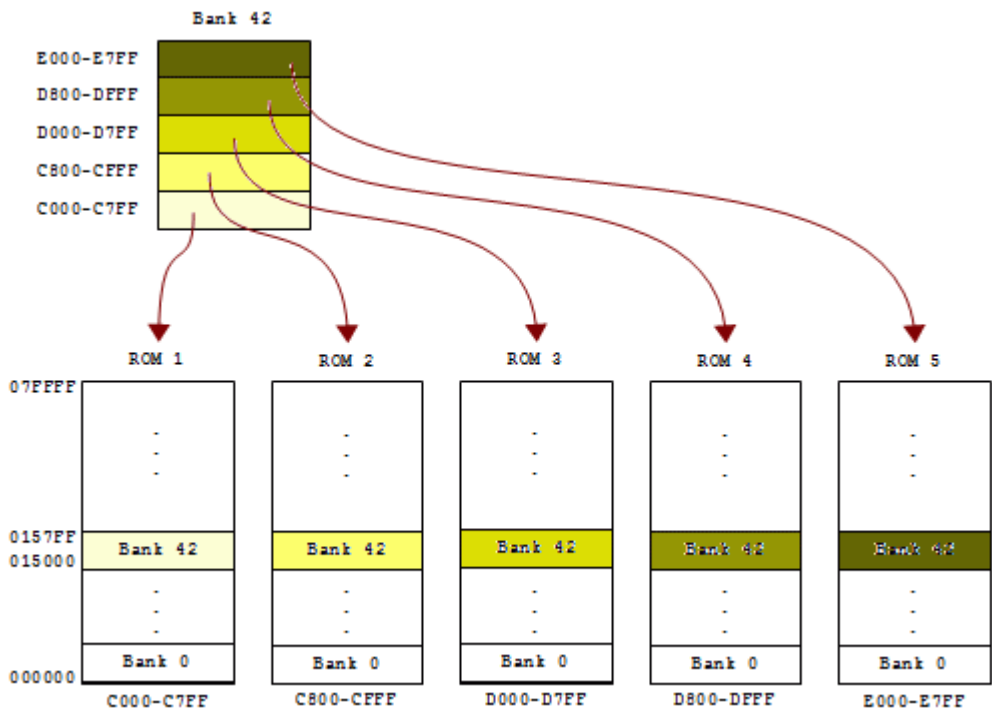 Bank 42
E000-E7FF
D800-DFFF
D000-D7FF
C800-CFFF
C000-C7FF
ROM 1 ROM 2 ROM 3 ROM 4 ROM 5
07FFFF
0157FF
015000
Bank 42 Bank 42 Bank 42 Bank 42 Bank 42
Bank 0 Bank 0 Bank 0 Bank 0 Bank 0
000000
C000-C7FF C800-CFFF D000-D7FF D800-DFFF E000-E7FF